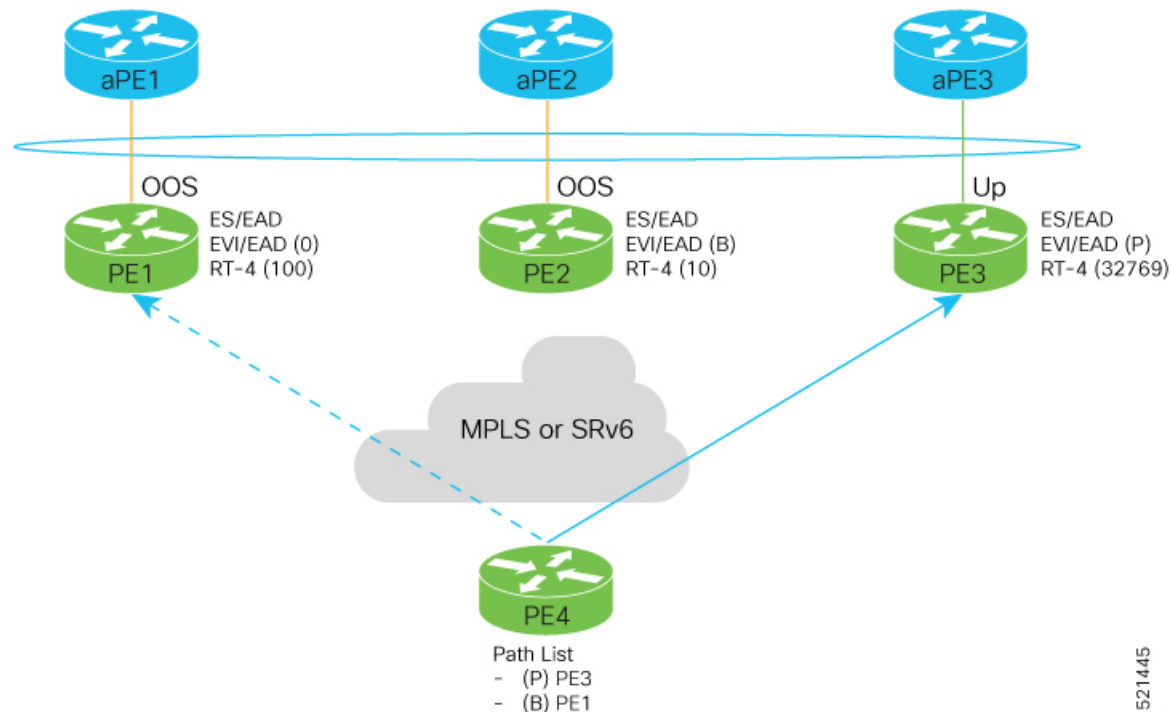 aPE1
aPE2
aPE3
OOS
OOS
Up
ES/EAD
EVI/EAD (0)
RT-4 (100)
PE1
ES/EAD
EVI/EAD (B)
RT-4 (10)
PE2
ES/EAD
EVI/EAD (P)
RT-4 (32769)
PE3
MPLS or SRv6
PE4
Path List
- (P) PE3
- (B) PE1
521445